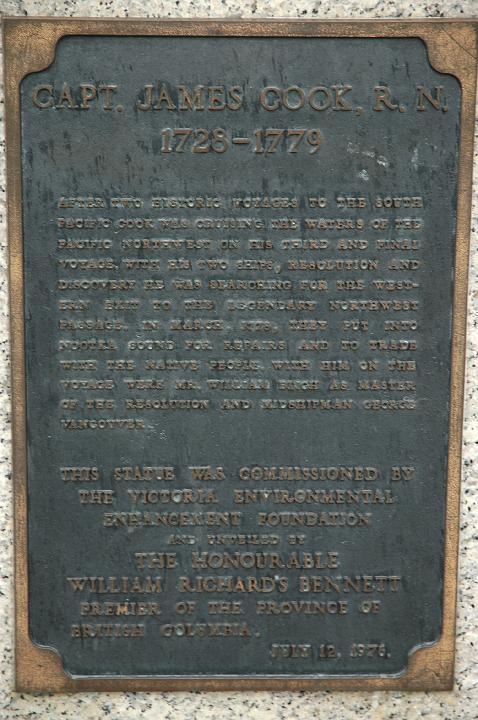 CAPT. JAMES COOK, R. N.
1728-1779
AFTER TWO HISTORIC VOYAGES TO THE SOUTH
PACIFIC COOK WAS CRUISING THE WATERS OF THE
PACIFIC NORTHWEST ON HIS THIRD AND FINAL
VOYAGE. WITH HIS TWO SHIPS, RESOLUTION AND
DISCOVERY HE WAS SEARCHING FOR THE WEST-
ERN EXIT TO THE LEGENDARY NORTHWEST
PASSAGE. IN MARCH, 1778, THEY PUT INTO
NOOTKA SOUND FOR REPAIRS AND TO TRADE
WITH THE NATIVE PEOPLE. WITH HIM ON THE
VOYAGE WERE MR. WILLIAM BLIGH AS MASTER
OF THE RESOLUTION AND MIDSHIPMAN GEORGE
VANCOUVER.
THIS STATUE WAS COMMISSIONED BY
THE VICTORIA ENVIRONMENTAL
ENHANCEMENT FOUNDATION
AND UNVEILED BY
THE HONOURABLE
WILLIAM RICHARDS BENNETT
PREMIER OF THE PROVINCE OF
BRITISH COLUMBIA.
JULY 12, 1976.